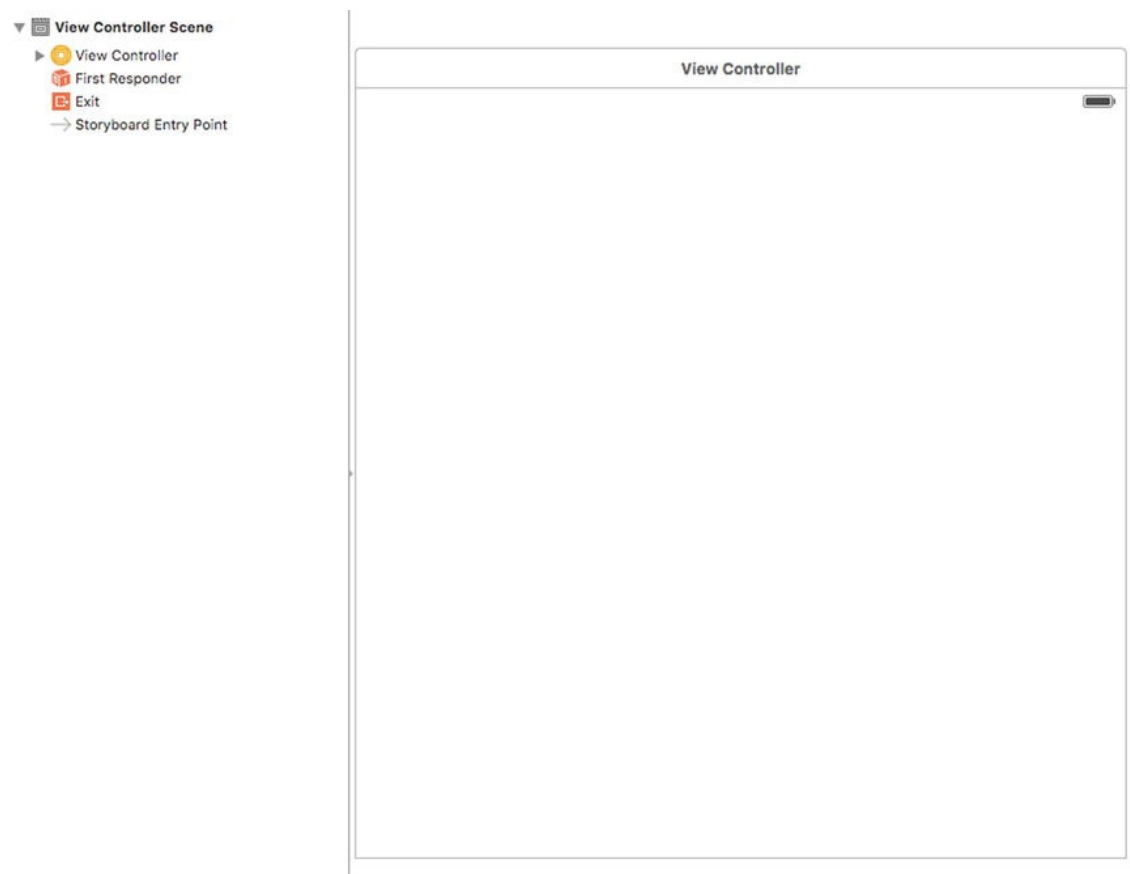 View Controller Scene
View Controller
First Responder
Exit
Storyboard Entry Point
View Controller